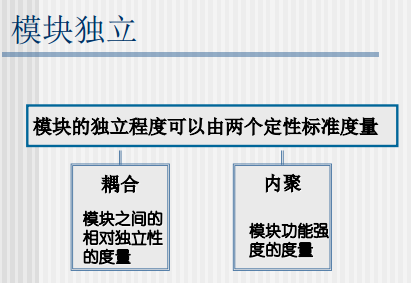 模块独立
模块的独立程度可以由两个定性标准度量
耦合
模块之间的
相对独立性
的度量
内聚
模块功能强
度的度量